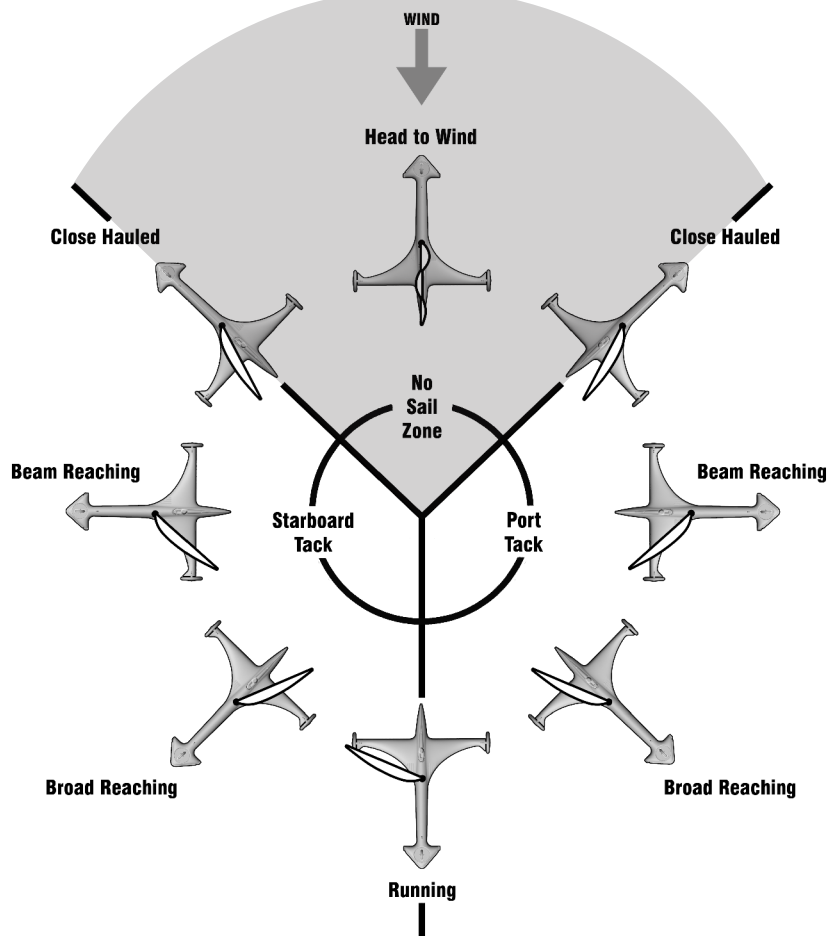 WIND
Head to Wind
Close Hauled
Close Hauled
No
Sail
Zone
Beam Reaching
Beam Reaching
Starboard
Tack
Port
Tack
Broad Reaching
Broad Reaching
Running